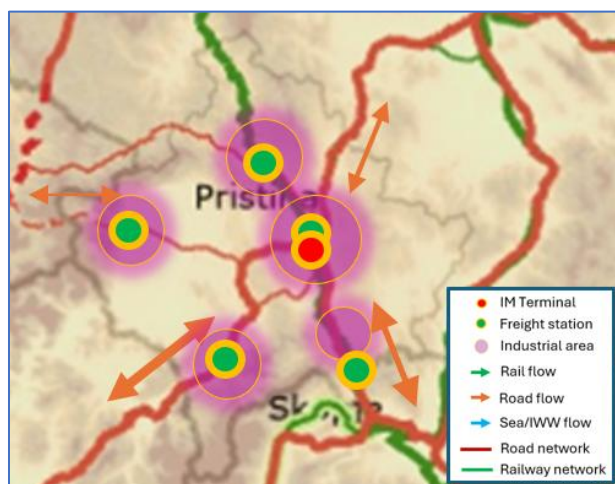 Pristina
IM Terminal
Freight station
Industrial area
Rail flow
Road flow
Sea/IWW flow
Road network
Railway network